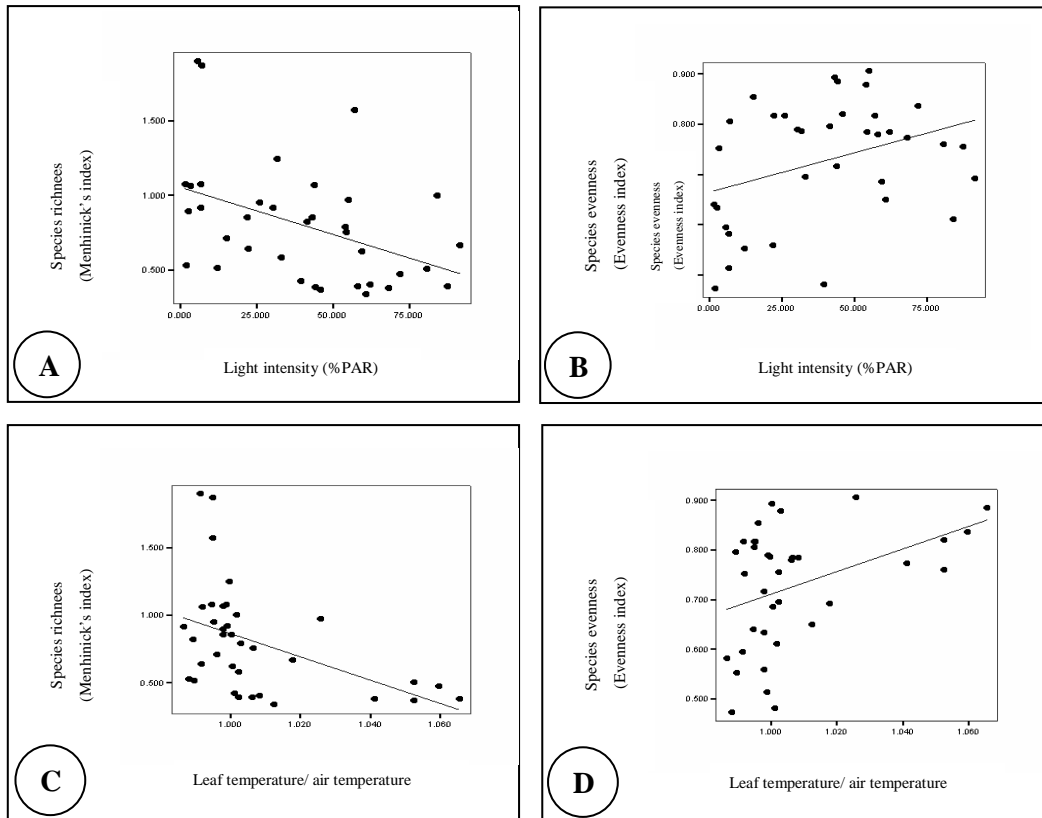 Species richnees
(Menhinick's index)
1.500
1.000
0.500
0.000
25.000
50.000
75.000
A
Light intensity (%PAR)
Species evenness
(Evenness index)
Species evenness
(Evenness index)
0.900
0.800
0.000
25.000
50.000
75.000
B
Light intensity (%PAR)
Species richnees
(Menhinick's index)
1.500
1.000
0.500
1.000
1.020
1.040
1.060
C
Leaf temperature/ air temperature
Species evenness
(Evenness index)
0.900
0.800
0.700
0.600
0.500
1.000
1.020
1.040
1.060
D
Leaf temperature/ air temperature